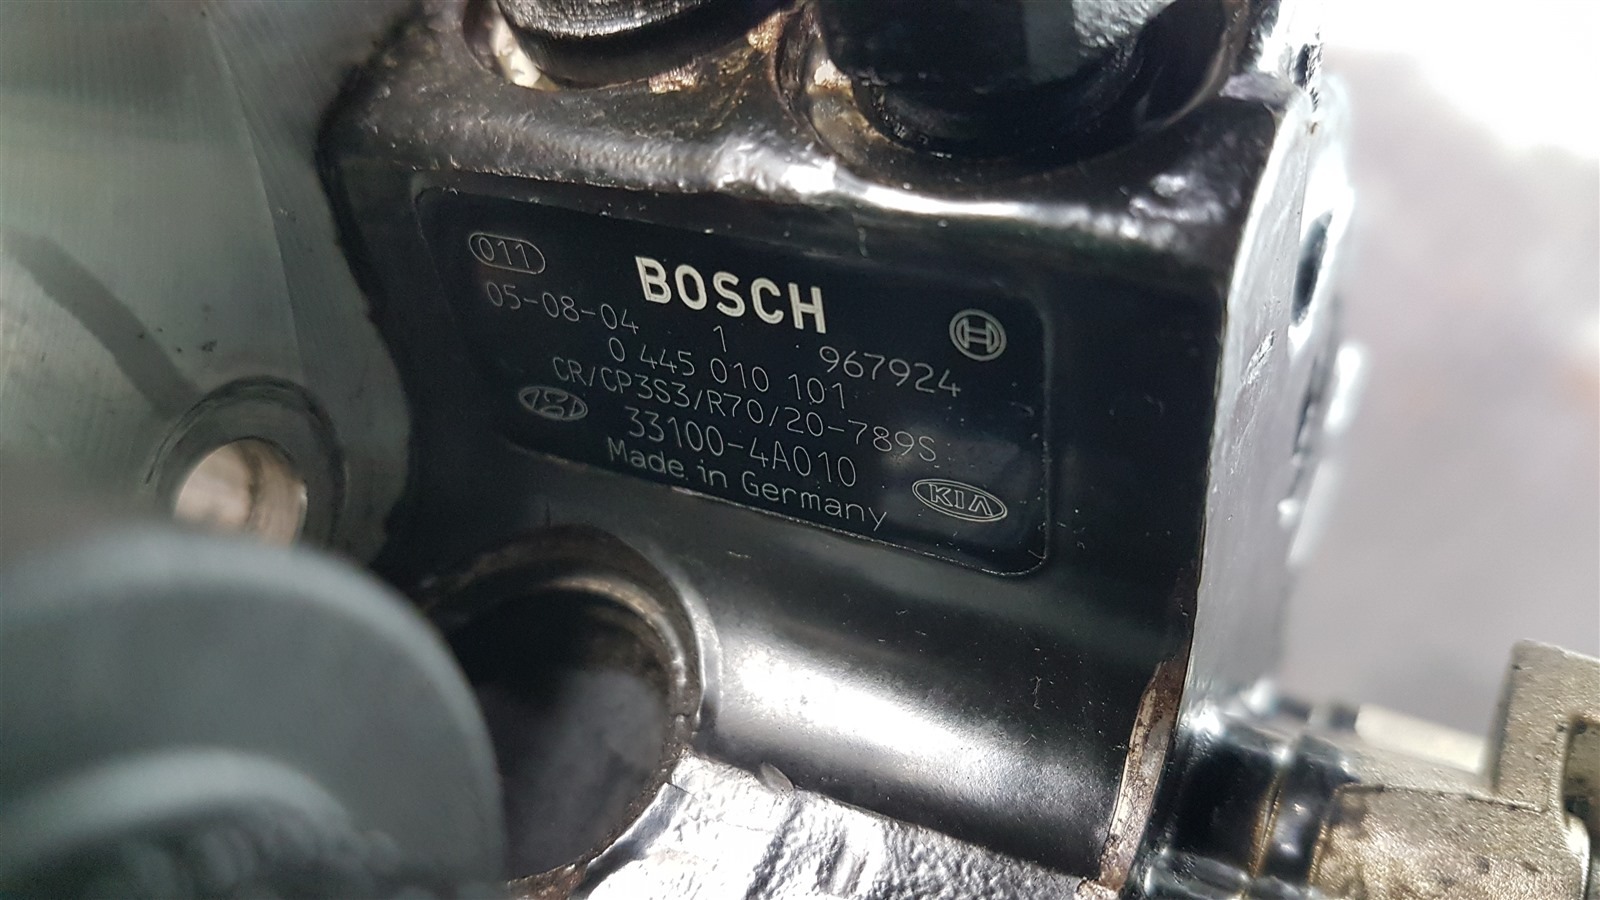 011
BOSCH
05-08-04 1 967924
0 445 010 101
CR/CP3S3/R70/20-789S
33100-4A010
Made in Germany
KIA